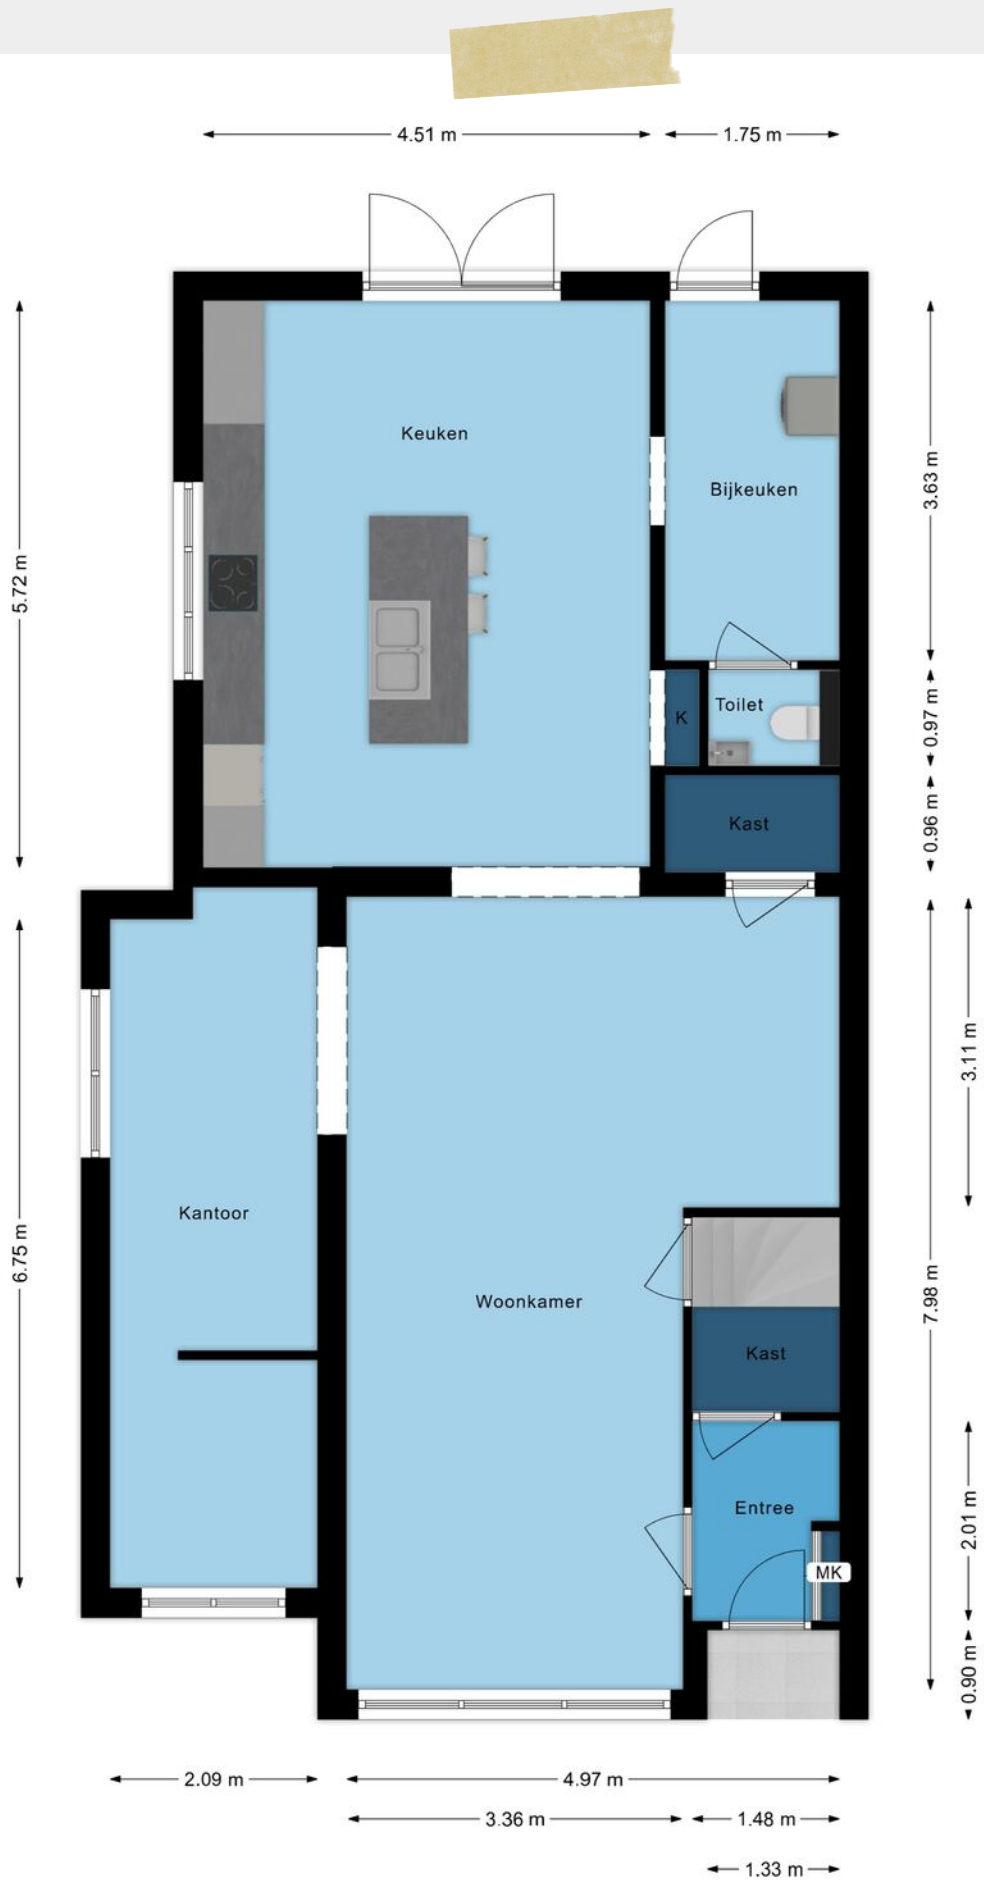 4.51 m
1.75 m
Keuken
3.63 m
Bijkeuken
5.72 m
Toilet
0.97 m
K
Kast
0.96 m
3.11 m
Kantoor
6.75 m
Woonkamer
7.98 m
Kast
Entree
2.01 m
MK
0.90 m
2.09 m
4.97 m
3.36 m
1.48 m
1.33 m